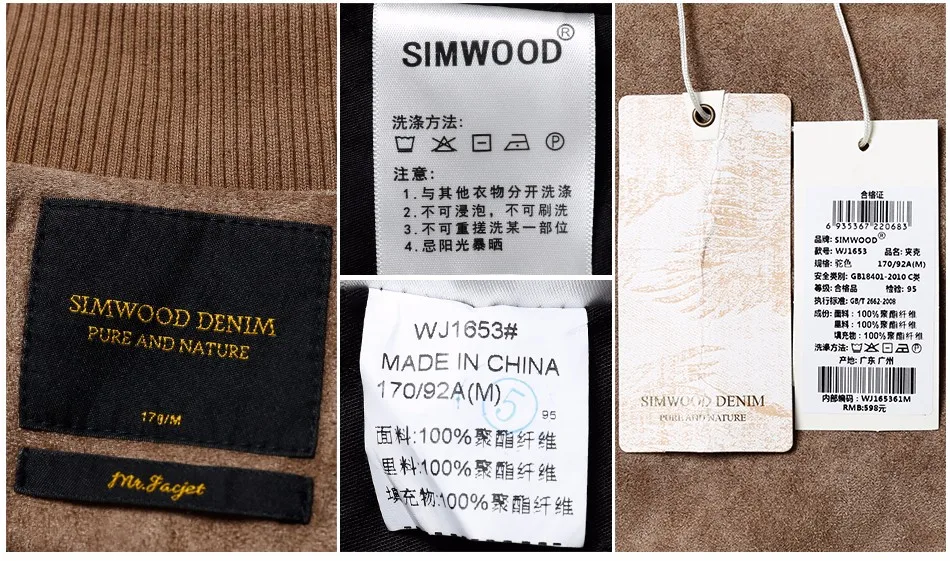 SIMWOOD DENIM
PURE AND NATURE
170/M
Mr.Facjet
SIMWOOD®
洗涤方法:
注意:
1. 与其他衣物分开洗涤
2. 不可浸泡，不可刷洗
3. 不可重搓洗某一部位
4. 忌阳光暴晒
WJ1653#
MADE IN CHINA
170/92A(M)
5
95
面料:100%聚酯纤维
里料:100%聚酯纤维
填充物:100%聚酯纤维
SIMWOOD DENIM
PURE AND NATURE
合格证
6 935367 220683
品牌: SIMWOOD®
款号: WJ1653 品名: 夹克
规格: 驼色 170/92A(M)
安全类别: GB18401-2010 C类
等级: 合格品 检验: 95
执行标准: GB/T 2662-2008
成份: 面料: 100%聚酯纤维
里料: 100%聚酯纤维
填充物: 100%聚酯纤维
洗涤方法:
产地: 广东 广州
内部编码: WJ165361M
RMB:598元